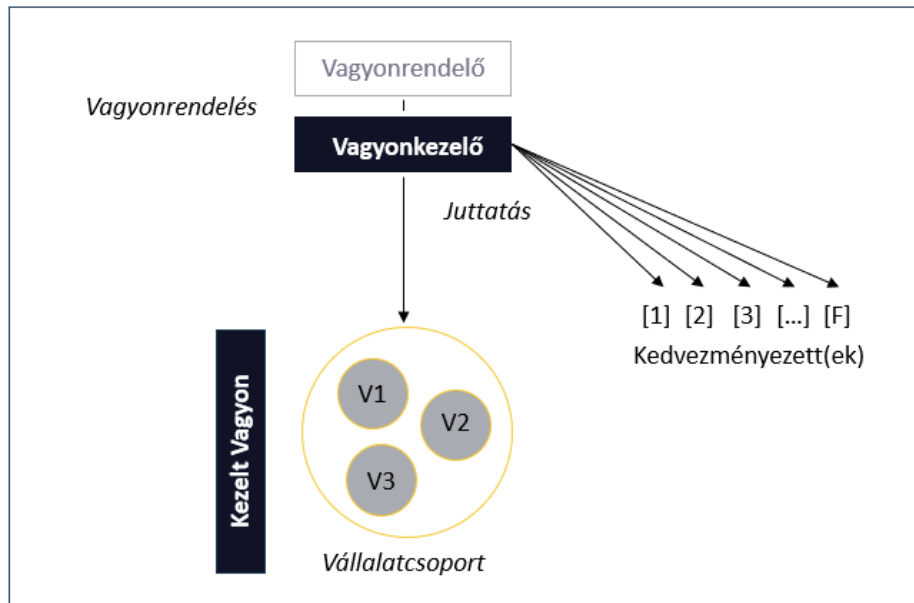 Vagyonrendelő
Vagyonrendelés
Vagyonkezelő
Juttatás
[1] [2] [3] [...] [F]
Kedvezményezett(ek)
Kezelt Vagyon
V1
V2
V3
Vállalatcsoport